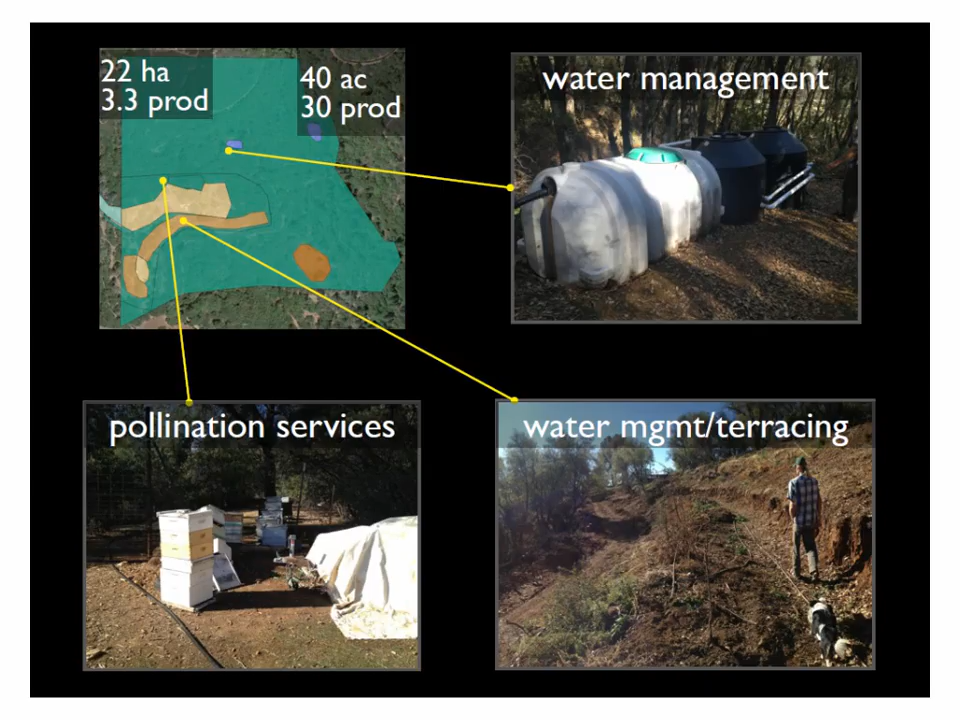 22 ha
3.3 prod
40 ac
30 prod
water management
pollination services
water mgmt/terracing